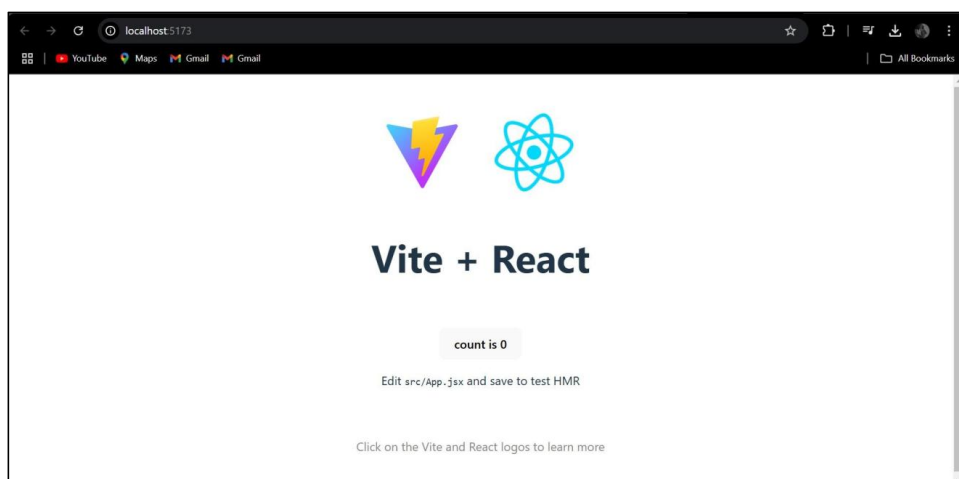 localhost:5173
YouTube Maps Gmail Gmail All Bookmarks
Vite + React
count is 0
Edit src/App.jsx and save to test HMR
Click on the Vite and React logos to learn more